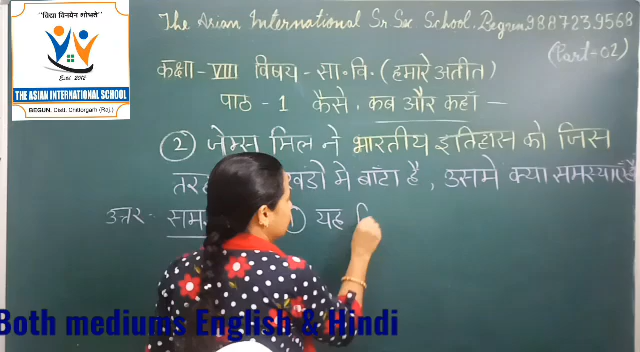 "विद्या विनयेन शोभते"
Estd. 2012
THE ASIAN INTERNATIONAL SCHOOL
BEGUN, Distt. Chittorgarh (Raj.)
The Asian International Sr Sec School. Begun 9887239568
(Part-02)
कक्षा - VIII विषय - सा. वि. (हमारे अतीत)
पाठ - 1 कैसे, कब और कहाँ —
② जेम्स मिल ने भारतीय इतिहास को जिस
खंडो मे बाँटा है, उसमे क्या समस्याएँ है
उत्तर - यह
Both mediums English & Hindi